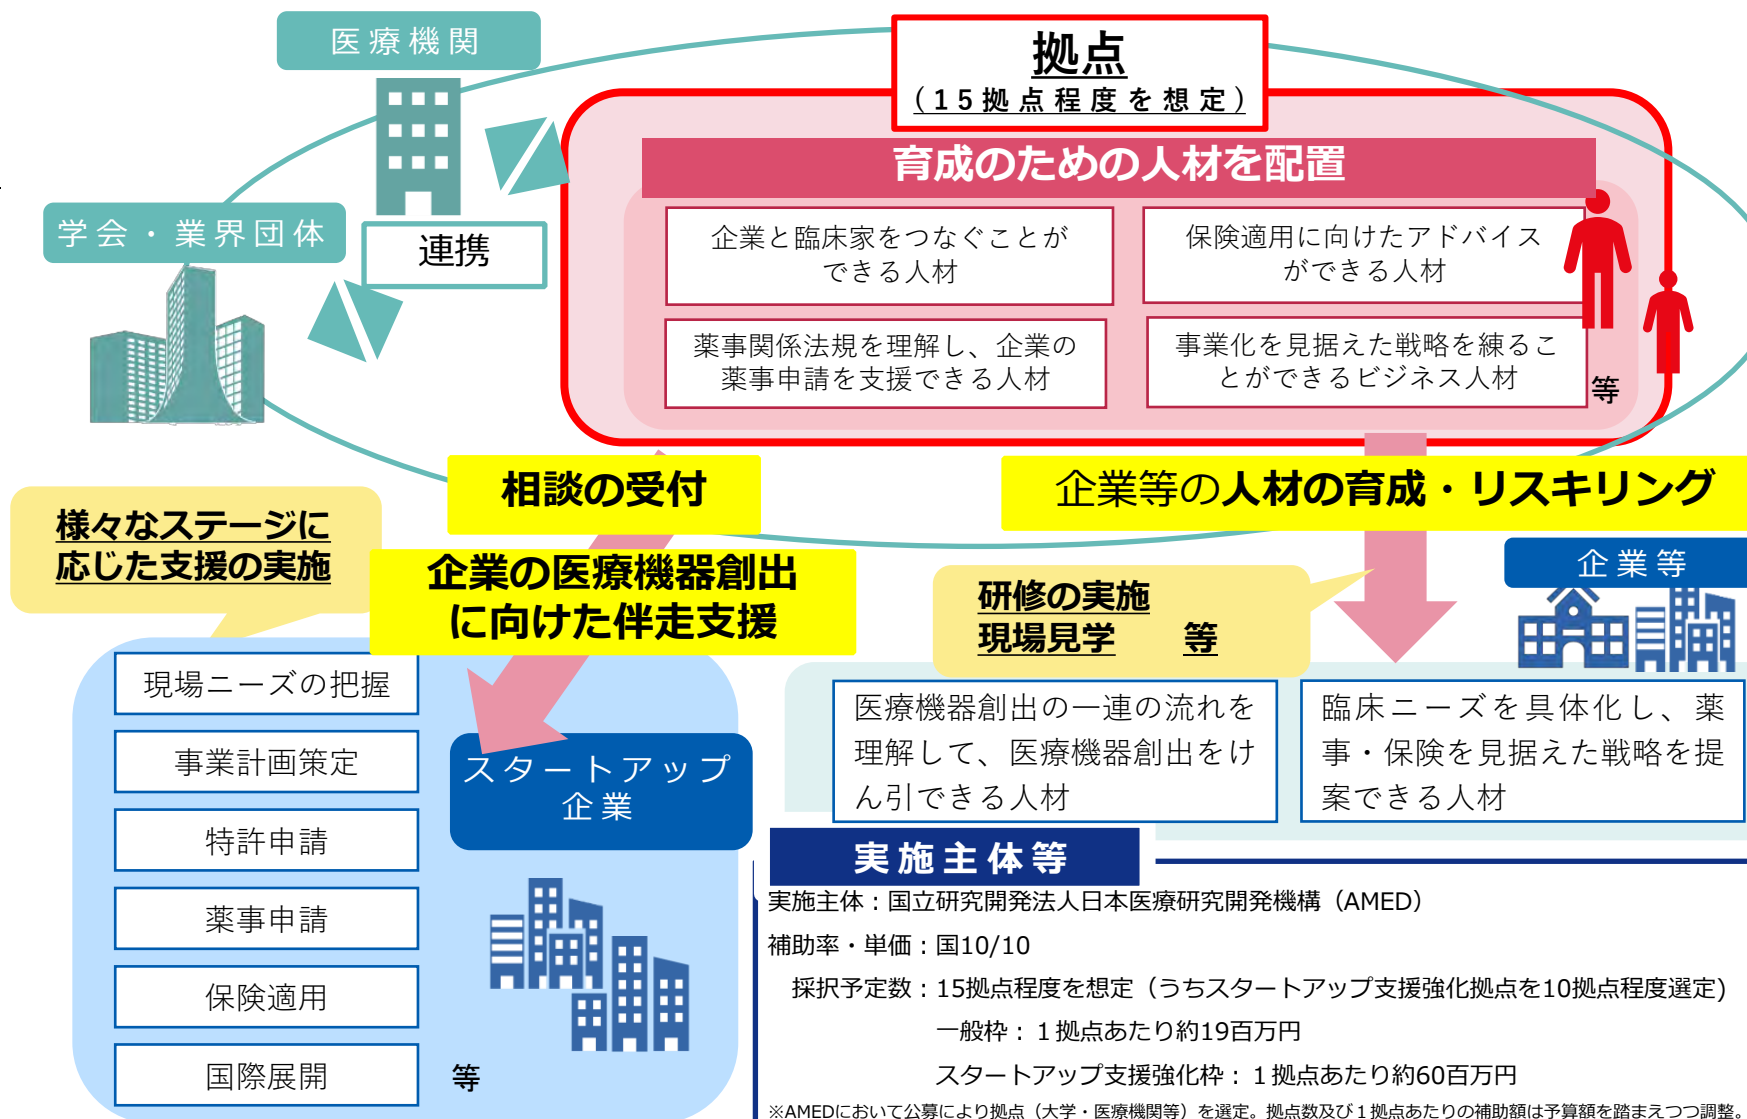 医療機関
拠点
(15拠点程度を想定)
育成のための人材を配置
学会・業界団体
連携
企業と臨床家をつなぐことが
できる人材
保険適用に向けたアドバイス
ができる人材
薬事関係法規を理解し、企業の
薬事申請を支援できる人材
事業化を見据えた戦略を練るこ
とができるビジネス人材
等
相談の受付
企業等の人材の育成・リスキリング
様々なステージに
応じた支援の実施
企業の医療機器創出
に向けた伴走支援
研修の実施
現場見学 等
企業等
現場ニーズの把握
事業計画策定
特許申請
薬事申請
保険適用
国際展開
等
スタートアップ
企業
医療機器創出の一連の流れを
理解して、医療機器創出をけ
ん引できる人材
臨床ニーズを具体化し、薬
事・保険を見据えた戦略を提
案できる人材
実施主体等
実施主体：国立研究開発法人日本医療研究開発機構（AMED）
補助率・単価：国10/10
採択予定数：15拠点程度を想定（うちスタートアップ支援強化拠点を10拠点程度選定)
一般枠：１拠点あたり約19百万円
スタートアップ支援強化枠：１拠点あたり約60百万円
※AMEDにおいて公募により拠点（大学・医療機関等）を選定。拠点数及び１拠点あたりの補助額は予算額を踏まえつつ調整。